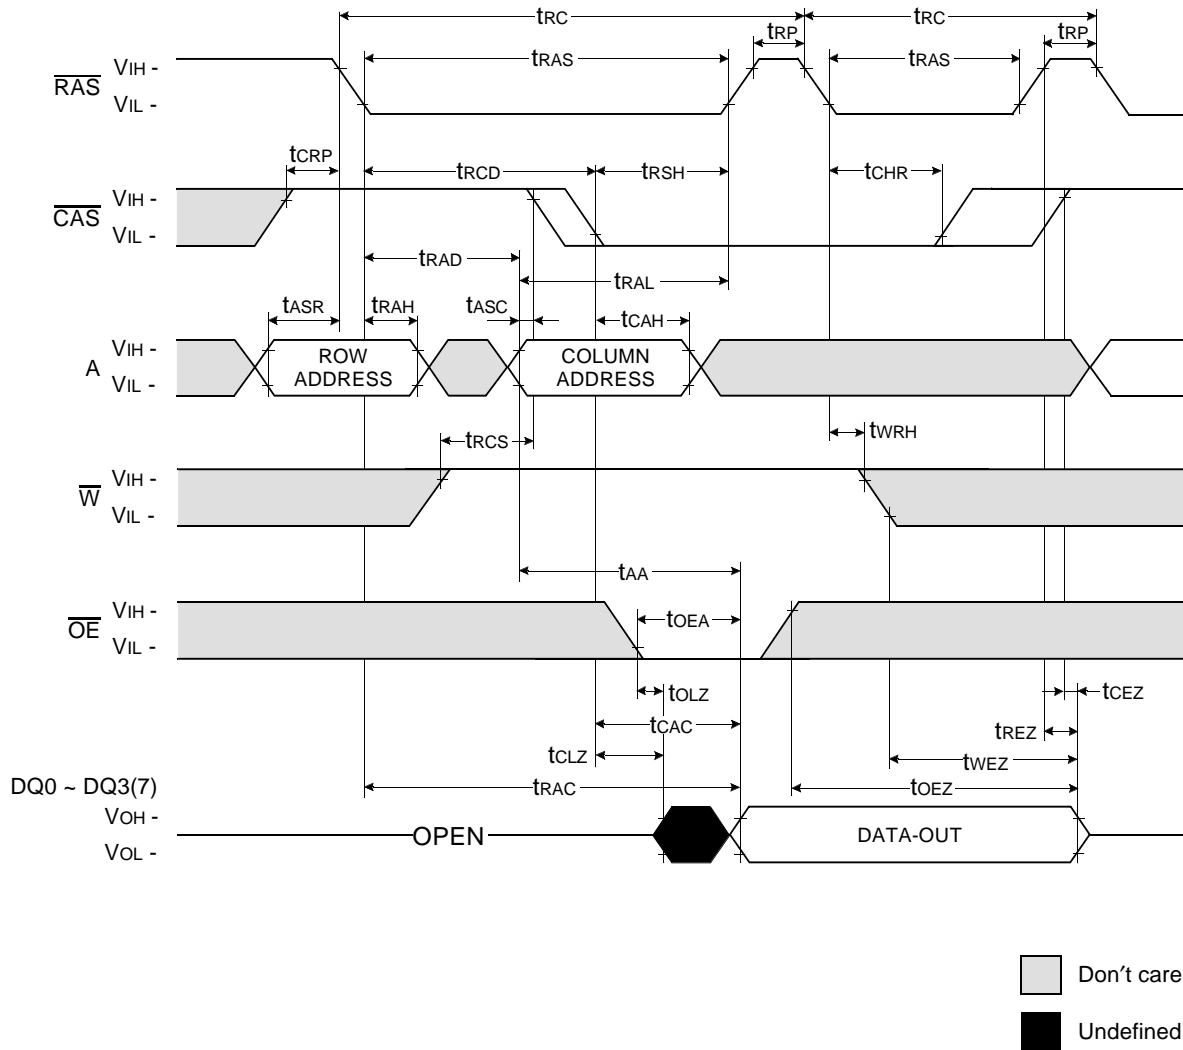 tRC tRC
tRP tRP
tRAS tRAS
VIH -
RAS
VIL -
tCRP tRCD tRSH tCHR
VIH -
CAS
VIL -
tRAD
tRAL
tASR tRAH tASC tCAH
VIH -
A
VIL -
ROW
ADDRESS
COLUMN
ADDRESS
tWRH
tRCS
VIH -
W
VIL -
tAA
VIH -
OE
VIL -
tOEA
tOLZ
tCEZ
tCAC
tREZ
tCLZ
tWEZ
DQ0 ~ DQ3(7)
tRAC
tOEZ
VOH -
VOL -
OPEN
DATA-OUT
Don′t care
Undefined